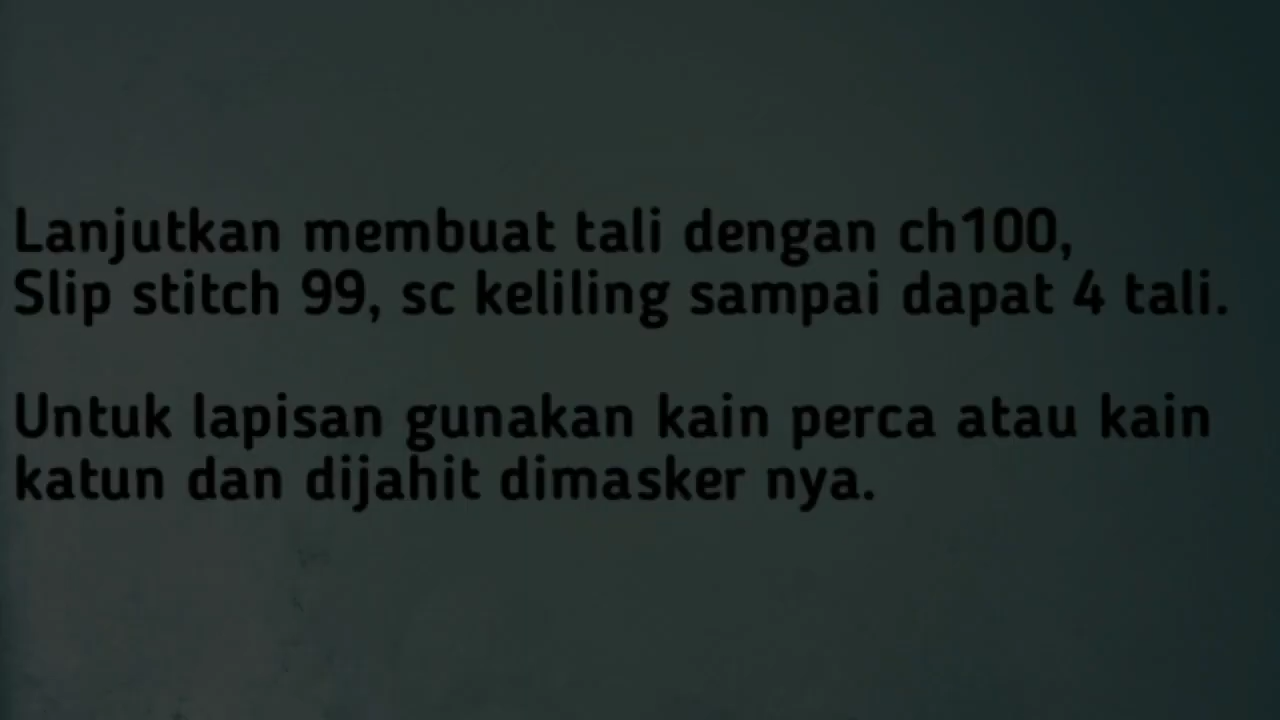 Lanjutkan membuat tali dengan ch100,
Slip stitch 99, sc keliling sampai dapat 4 tali.
Untuk lapisan gunakan kain perca atau kain
katun dan dijahit dimasker nya.